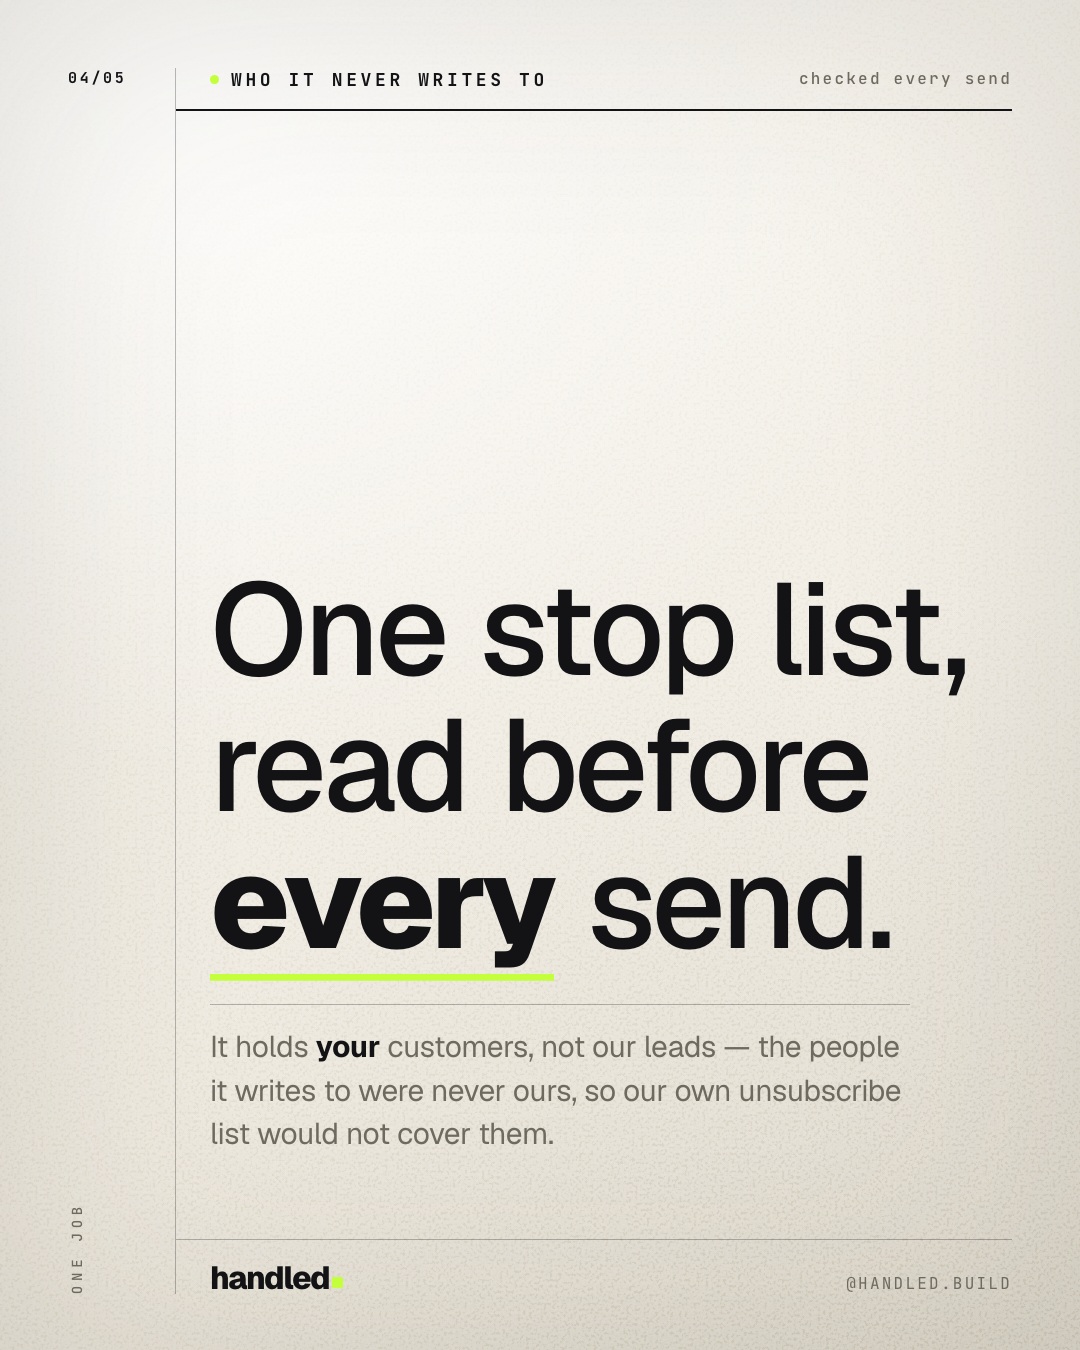 04/05
WHO IT NEVER WRITES TO
checked every send
One stop list,
read before
every send.
It holds your customers, not our leads — the people
it writes to were never ours, so our own unsubscribe
list would not cover them.
ONE JOB
handled.
@HANDLED.BUILD